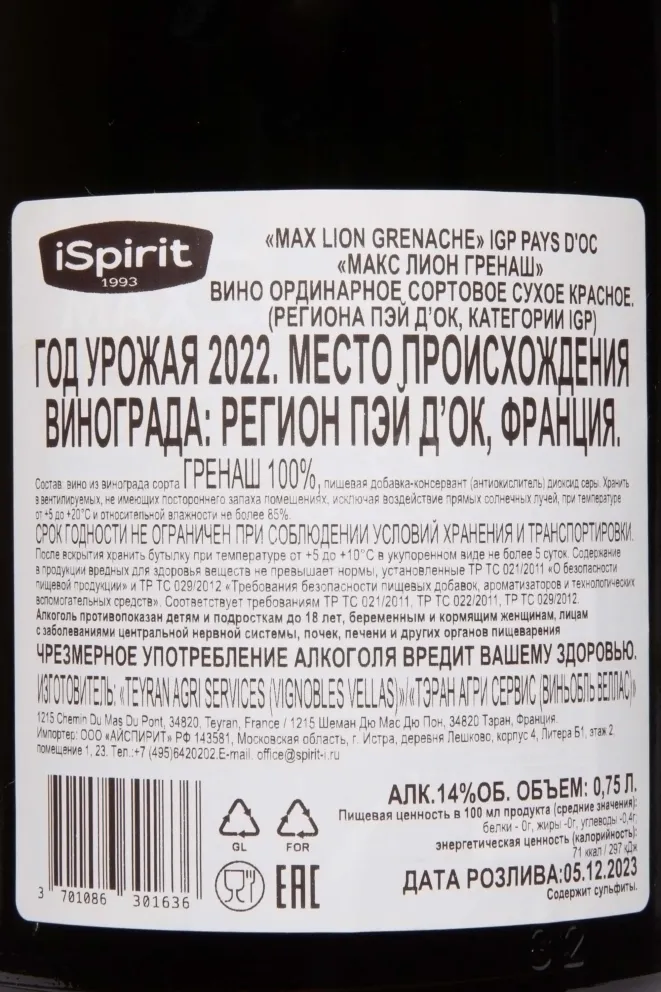 iSpirit
1993
«MAX LION GRENACHE» IGP PAYS D'OC
«МАКС ЛИОН ГРЕНАШ»
ВИНО ОРДИНАРНОЕ СОРТОВОЕ СУХОЕ КРАСНОЕ.
(РЕГИОНА ПЭЙ Д'ОК, КАТЕГОРИИ IGP)
ГОД УРОЖАЯ 2022. МЕСТО ПРОИСХОЖДЕНИЯ
ВИНОГРАДА: РЕГИОН ПЭЙ Д'ОК, ФРАНЦИЯ.
Состав: вино из винограда сорта ГРЕНАШ 100%, пищевая добавка-консервант (антиокислитель) диоксид серы. Хранить
в вентилируемых, не имеющих постороннего запаха помещениях, исключая воздействие прямых солнечных лучей, при температуре
от +5 до +20°С и относительной влажности не более 85%.
СРОК ГОДНОСТИ НЕ ОГРАНИЧЕН ПРИ СОБЛЮДЕНИИ УСЛОВИЙ ХРАНЕНИЯ И ТРАНСПОРТИРОВКИ.
После вскрытия хранить бутылку при температуре от +5 до +10°С в укупоренном виде не более 5 суток. Содержание
в продукции вредных для здоровья веществ не превышает нормы, установленные ТР ТС 021/2011 «О безопасности
пищевой продукции» и ТР ТС 029/2012 «Требования безопасности пищевых добавок, ароматизаторов и технологических
вспомогательных средств». Соответствует требованиям ТР ТС 021/2011, ТР ТС 022/2011, ТР ТС 029/2012.
Алкоголь противопоказан детям и подросткам до 18 лет, беременным и кормящим женщинам, лицам
с заболеваниями центральной нервной системы, почек, печени и других органов пищеварения
ЧРЕЗМЕРНОЕ УПОТРЕБЛЕНИЕ АЛКОГОЛЯ ВРЕДИТ ВАШЕМУ ЗДОРОВЬЮ.
ИЗГОТОВИТЕЛЬ: «TEYRAN AGRI SERVICES (VIGNOBLES VELLAS)»/«ТЭРАН АГРИ СЕРВИС (ВИНЬОБЛЬ ВЕЛЛАС)»
1215 Chemin Du Mas Du Pont, 34820, Teyran, France / 1215 Шеман Дю Мас Дю Пон, 34820 Тэран, Франция.
Импортер: ООО «АЙСПИРИТ» РФ 143581, Московская область, г. Истра, деревня Лешково, корпус 4, Литера Б1, этаж 2,
помещение 1, 23. Тел.:+7 (495)6420202.E-mail: office@spirit-i.ru
3 701086 301636
GL
FOR
EAC
АЛК.14%ОБ. ОБЪЕМ: 0,75 Л.
Пищевая ценность в 100 мл продукта (средние значения):
белки - 0г, жиры -0г, углеводы -0,4г,
энергетическая ценность (калорийность):
71 ккал / 297 кДж
ДАТА РОЗЛИВА:05.12.2023
Содержит сульфиты.